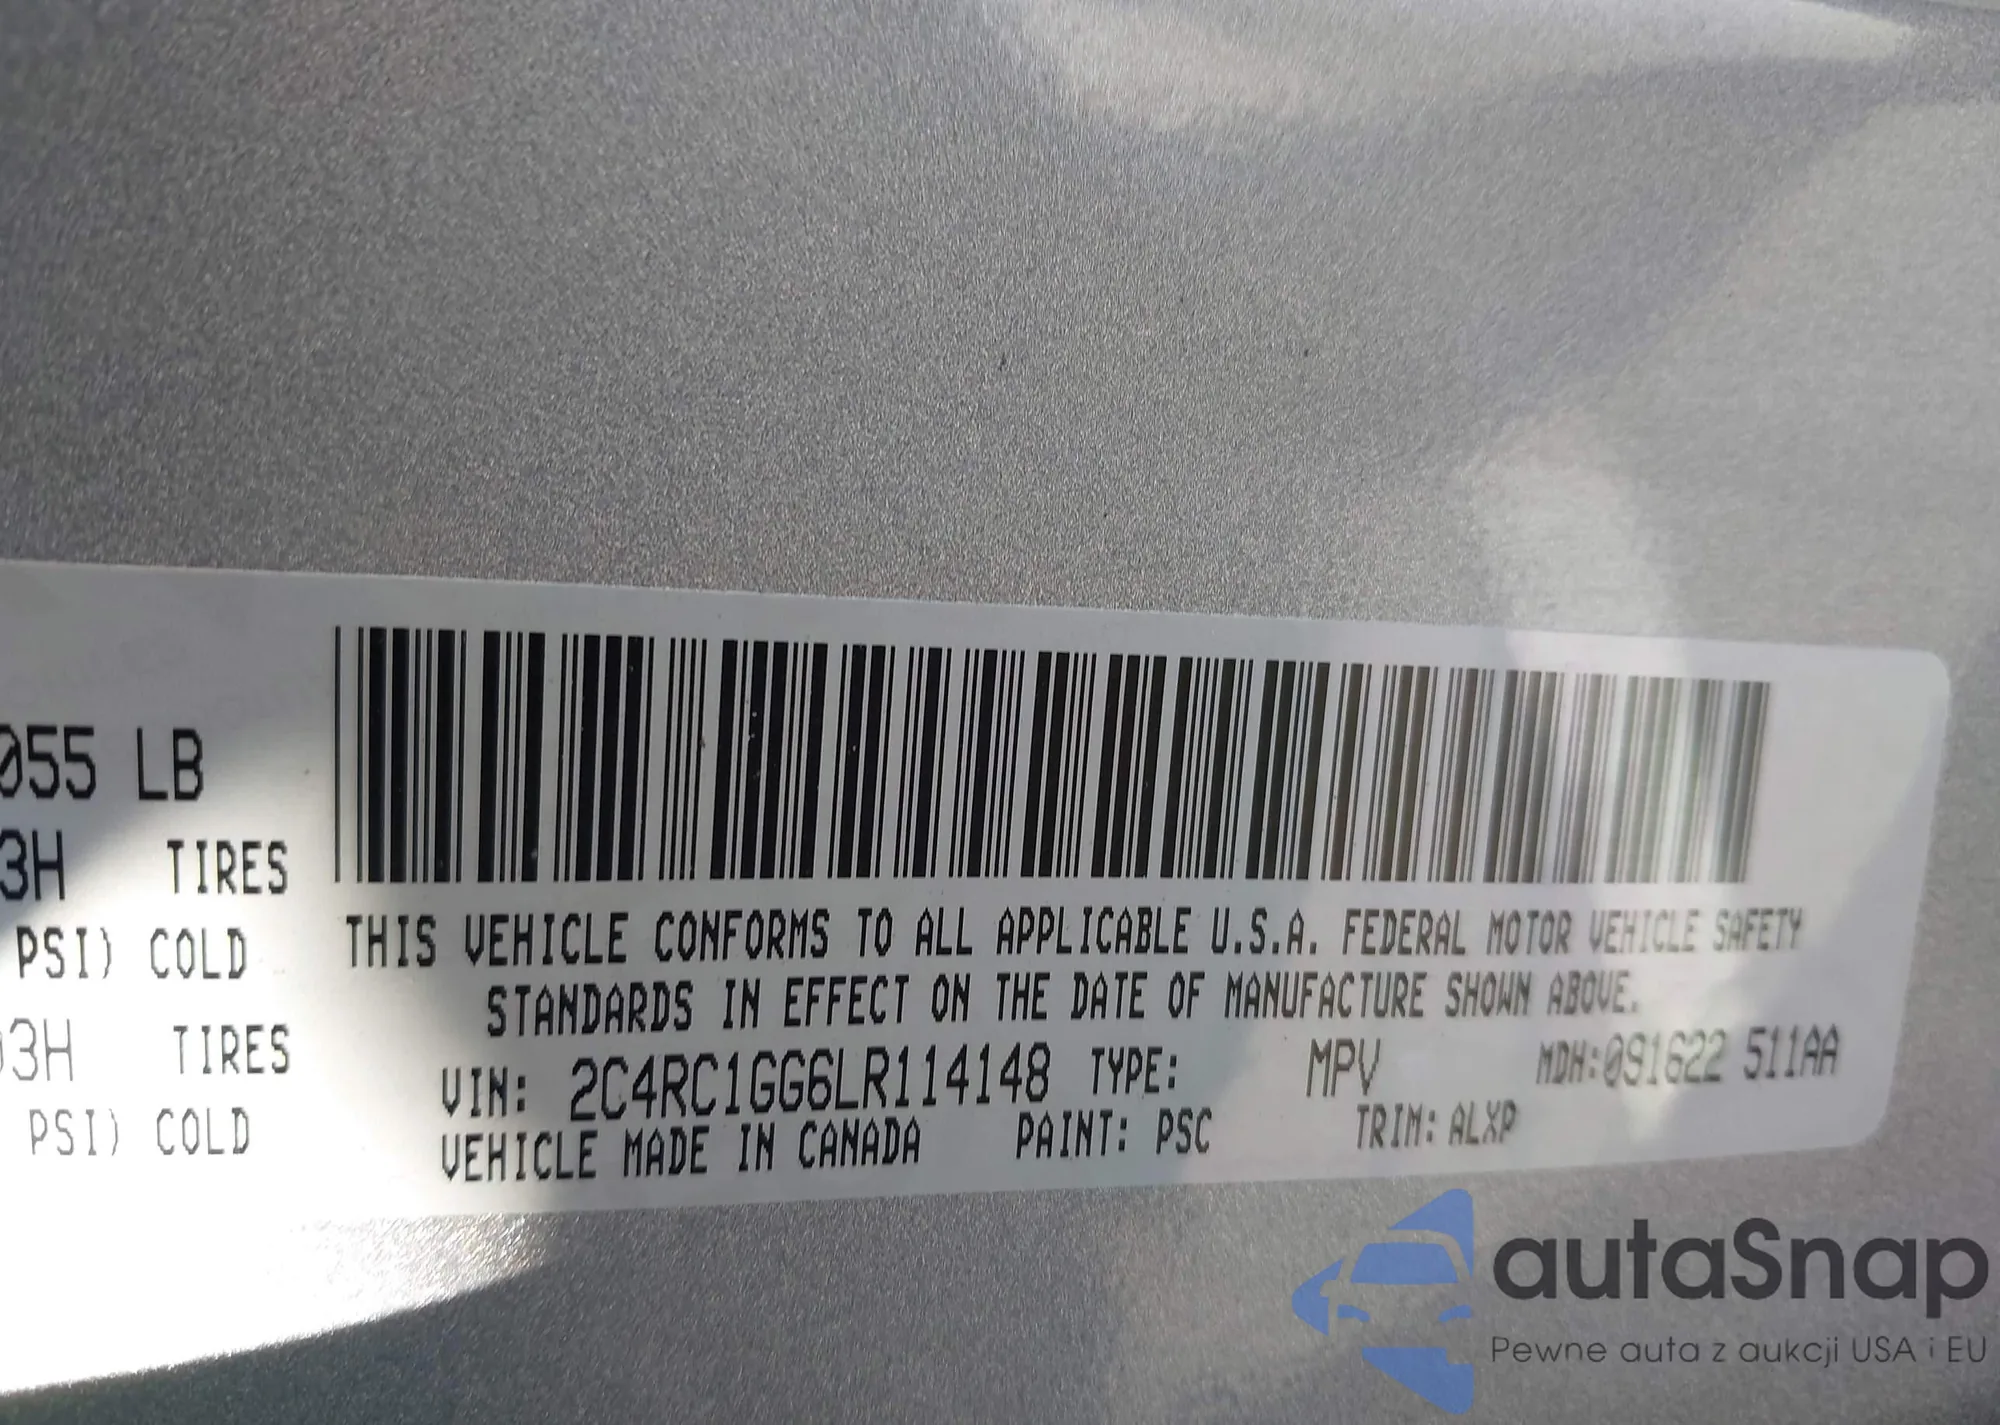 055 LB
3H TIRES
PSI) COLD
03H TIRES
PSI) COLD
THIS VEHICLE CONFORMS TO ALL APPLICABLE U.S.A. FEDERAL MOTOR VEHICLE SAFETY
STANDARDS IN EFFECT ON THE DATE OF MANUFACTURE SHOWN ABOVE.
VIN: 2C4RC1GG6LR114148 TYPE: MPV MDH:091622 511AA
VEHICLE MADE IN CANADA PAINT: PSC TRIM: ALXP
autaSnap
Pewne auta z aukcji USA i EU